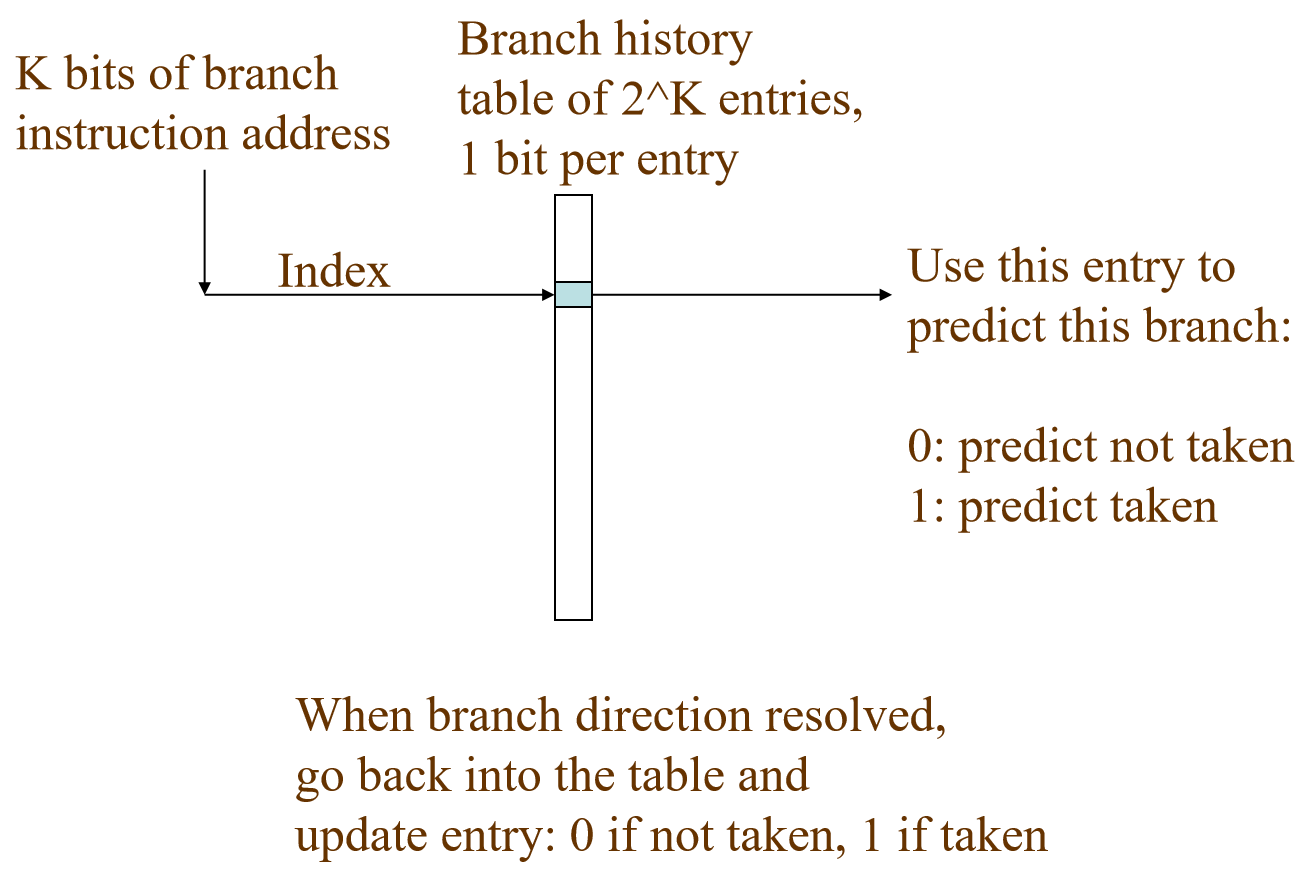 K bits of branch
instruction address
Branch history
table of 2^K entries,
1 bit per entry
Index
Use this entry to
predict this branch:
0: predict not taken
1: predict taken
When branch direction resolved,
go back into the table and
update entry: 0 if not taken, 1 if taken